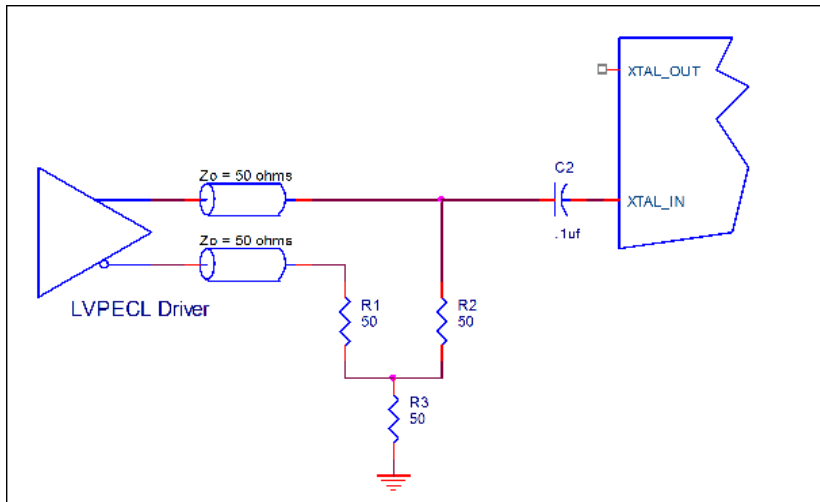 XTAL_OUT
Zo = 50 ohms
C2
XTAL_IN
.1uf
Zo = 50 ohms
LVPECL Driver
R1
50
R2
50
R3
50